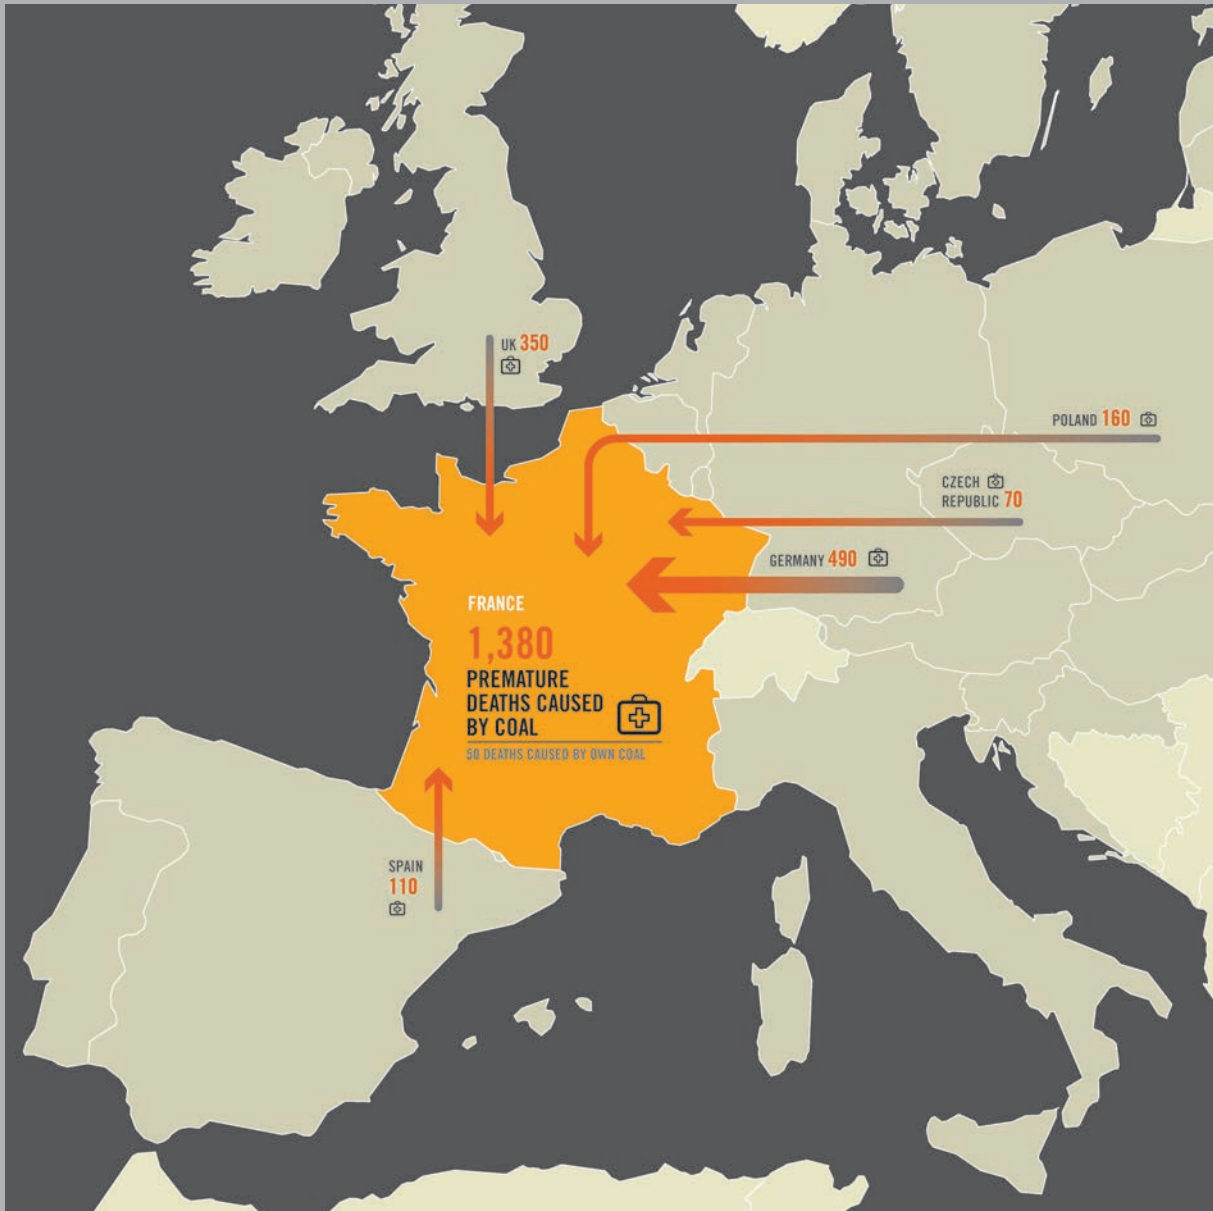 UK 350
POLAND 160
CZECH
REPUBLIC 70
GERMANY 490
FRANCE
1,380
PREMATURE
DEATHS CAUSED
BY COAL
50 DEATHS CAUSED BY OWN COAL
SPAIN
110